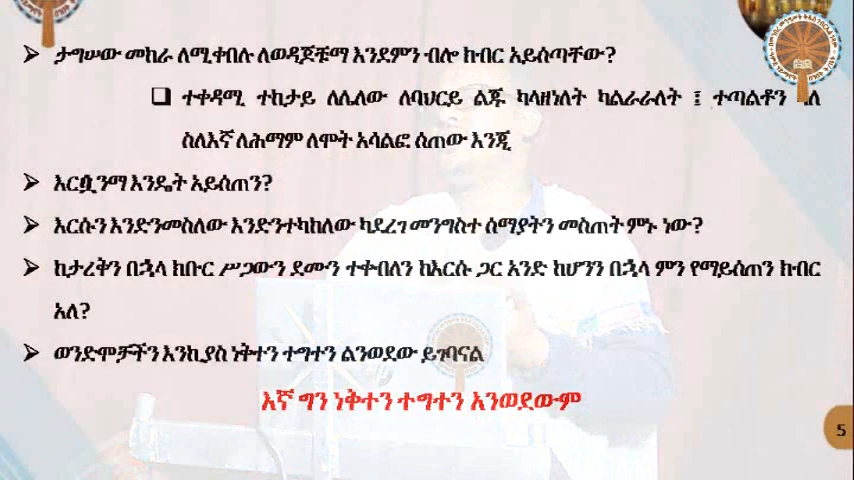 ታግሠው መከራ ለሚቀበሉ ለወዳጆቹማ እንደምን ብሎ ክብር አይሰጣቸው?
ተቀዳሚ ተከታይ ለሌለው ለባህርይ ልጁ ካላዘነለት ካልራራለት ፤ ተጣልቶን
ስለእኛ ለሕማም ለሞት አሳልፎ ሰጠው እንጂ
እርሷንማ እንዴት አይሰጠን?
እርሱን እንድንመስለው እንድንተካከለው ካደረገ መንግስተ ሰማያትን መስጠት ምኑ ነው?
ከታረቅን በኋላ ክቡር ሥጋውን ደሙን ተቀብለን ከእርሱ ጋር አንድ ከሆንን በኋላ ምን የማይሰጠን ክብር
አለ?
ወንድሞቻችን እንኪያስ ነቅተን ተግተን ልንወደው ይገባናል
እኛ ግን ነቅተን ተግተን አንወደውም
5